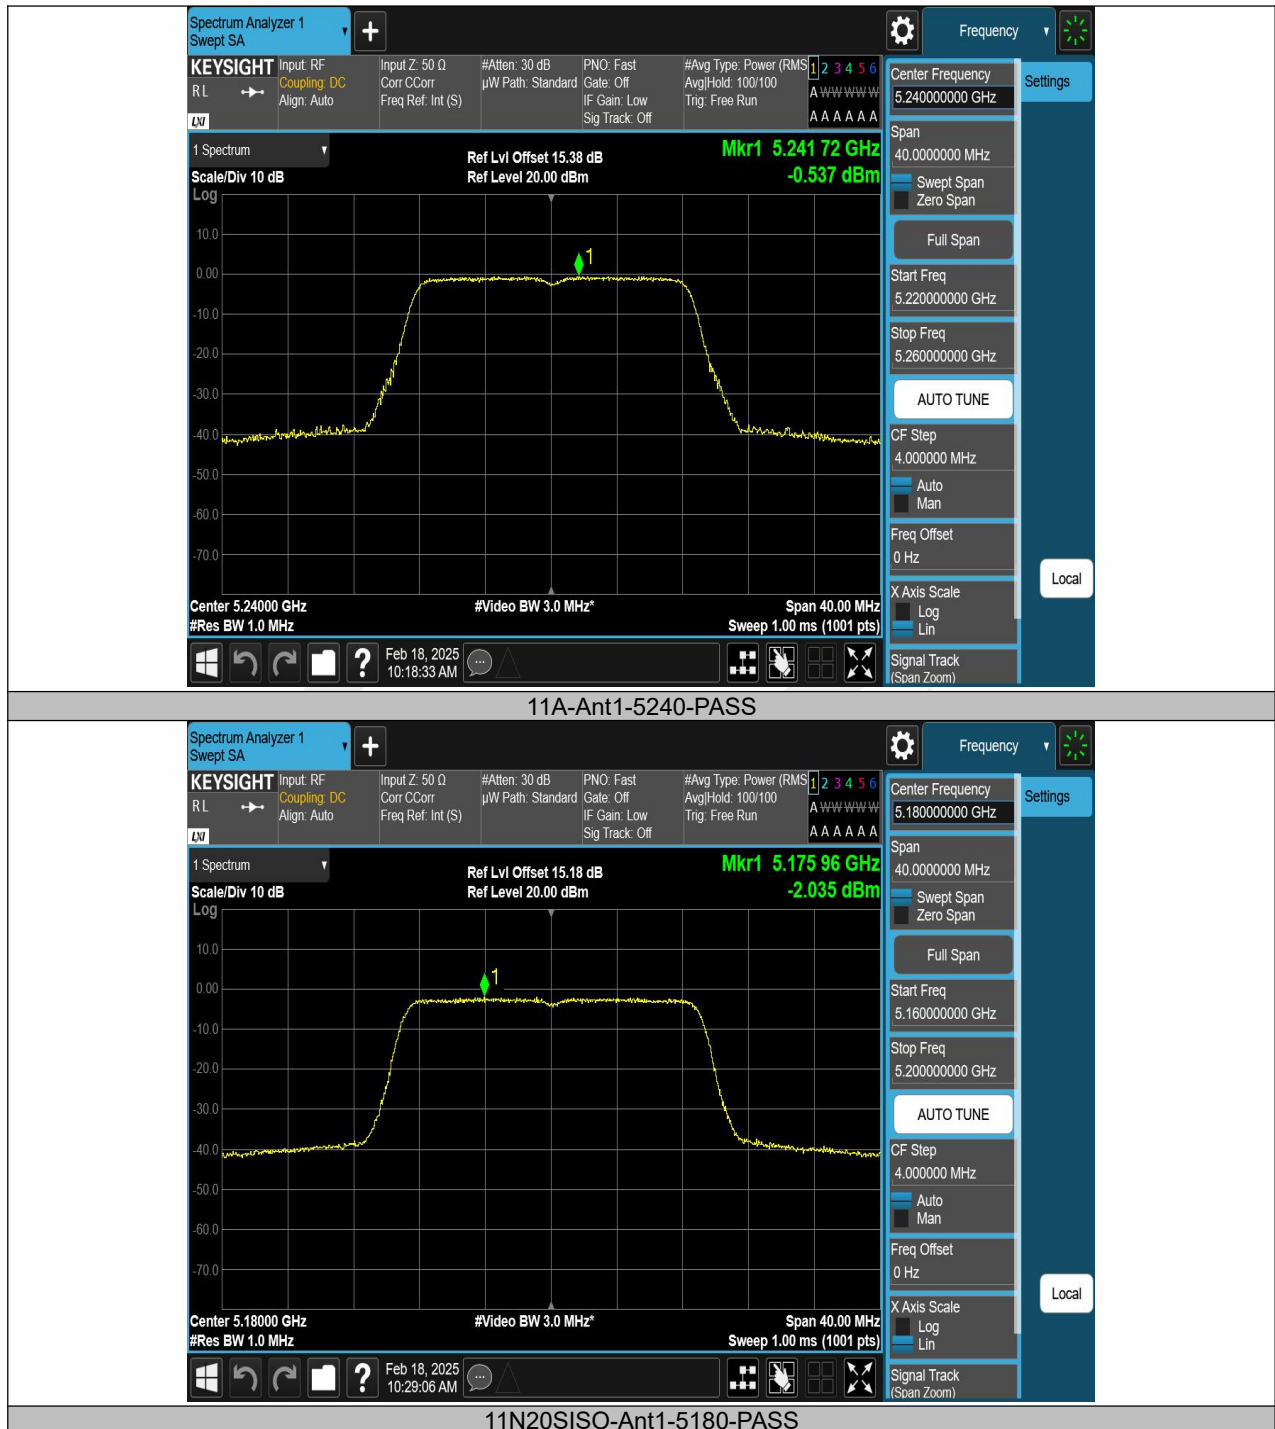 Spectrum Analyzer 1
Swept SA
+
Frequency
KEYSIGHT
RL
LXI
Input: RF
Coupling: DC
Align: Auto
Input Z: 50 Ω
Corr CCorr
Freq Ref: Int (S)
#Atten: 30 dB
µW Path: Standard
PNO: Fast
Gate: Off
IF Gain: Low
Sig Track: Off
#Avg Type: Power (RMS
Avg|Hold: 100/100
Trig: Free Run
1 2 3 4 5 6
A W W W W W
A A A A A A
1 Spectrum
Scale/Div 10 dB
Log
Ref Lvl Offset 15.38 dB
Ref Level 20.00 dBm
Mkr1 5.241 72 GHz
-0.537 dBm
10.0
0.00
-10.0
-20.0
-30.0
-40.0
-50.0
-60.0
-70.0
1
Center 5.24000 GHz
#Res BW 1.0 MHz
#Video BW 3.0 MHz*
Span 40.00 MHz
Sweep 1.00 ms (1001 pts)
?
Feb 18, 2025
10:18:33 AM
Center Frequency
5.240000000 GHz
Settings
Span
40.0000000 MHz
Swept Span
Zero Span
Full Span
Start Freq
5.220000000 GHz
Stop Freq
5.260000000 GHz
AUTO TUNE
CF Step
4.000000 MHz
Auto
Man
Freq Offset
0 Hz
Local
X Axis Scale
Log
Lin
Signal Track
(Span Zoom)
11A-Ant1-5240-PASS
Spectrum Analyzer 1
Swept SA
+
Frequency
KEYSIGHT
RL
LXI
Input: RF
Coupling: DC
Align: Auto
Input Z: 50 Ω
Corr CCorr
Freq Ref: Int (S)
#Atten: 30 dB
µW Path: Standard
PNO: Fast
Gate: Off
IF Gain: Low
Sig Track: Off
#Avg Type: Power (RMS
Avg|Hold: 100/100
Trig: Free Run
1 2 3 4 5 6
A W W W W W
A A A A A A
1 Spectrum
Scale/Div 10 dB
Log
Ref Lvl Offset 15.18 dB
Ref Level 20.00 dBm
Mkr1 5.175 96 GHz
-2.035 dBm
10.0
0.00
-10.0
-20.0
-30.0
-40.0
-50.0
-60.0
-70.0
1
Center 5.18000 GHz
#Res BW 1.0 MHz
#Video BW 3.0 MHz*
Span 40.00 MHz
Sweep 1.00 ms (1001 pts)
?
Feb 18, 2025
10:29:06 AM
Center Frequency
5.180000000 GHz
Settings
Span
40.0000000 MHz
Swept Span
Zero Span
Full Span
Start Freq
5.160000000 GHz
Stop Freq
5.200000000 GHz
AUTO TUNE
CF Step
4.000000 MHz
Auto
Man
Freq Offset
0 Hz
Local
X Axis Scale
Log
Lin
Signal Track
(Span Zoom)
11N20SISO-Ant1-5180-PASS